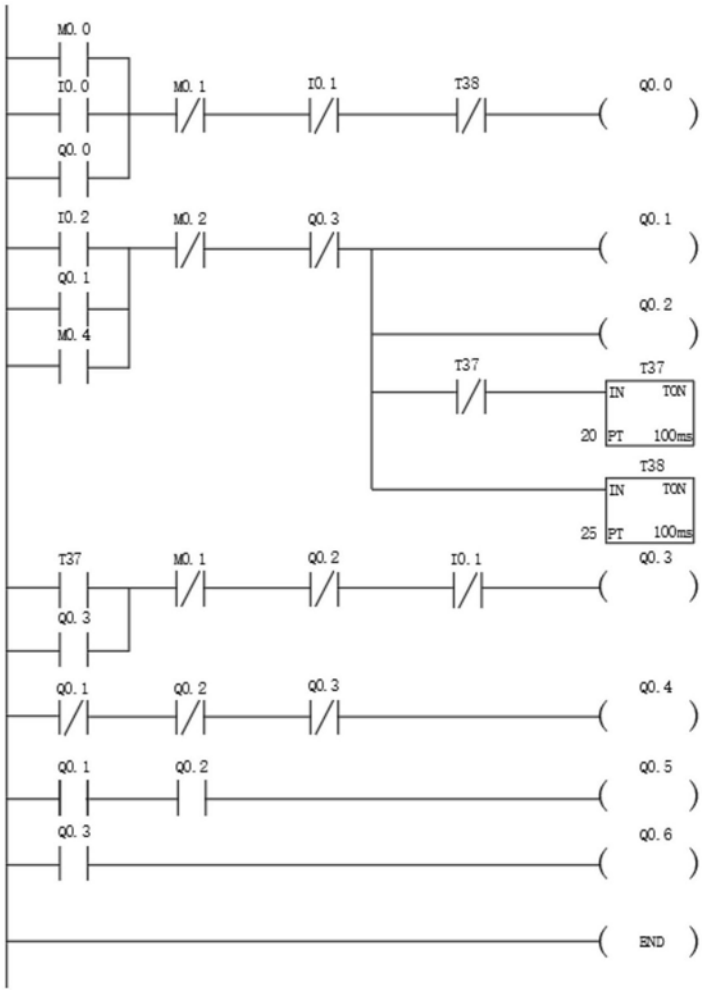 M0.0
I0.0 M0.1 I0.1 T38 Q0.0
Q0.0
I0.2 M0.2 Q0.3 Q0.1
Q0.1
Q0.2
M0.4
T37 T37
IN TON
20 PT 100ms
T38
IN TON
25 PT 100ms
T37 M0.1 Q0.2 I0.1 Q0.3
Q0.3
Q0.1 Q0.2 Q0.3 Q0.4
Q0.1 Q0.2 Q0.5
Q0.3 Q0.6
END